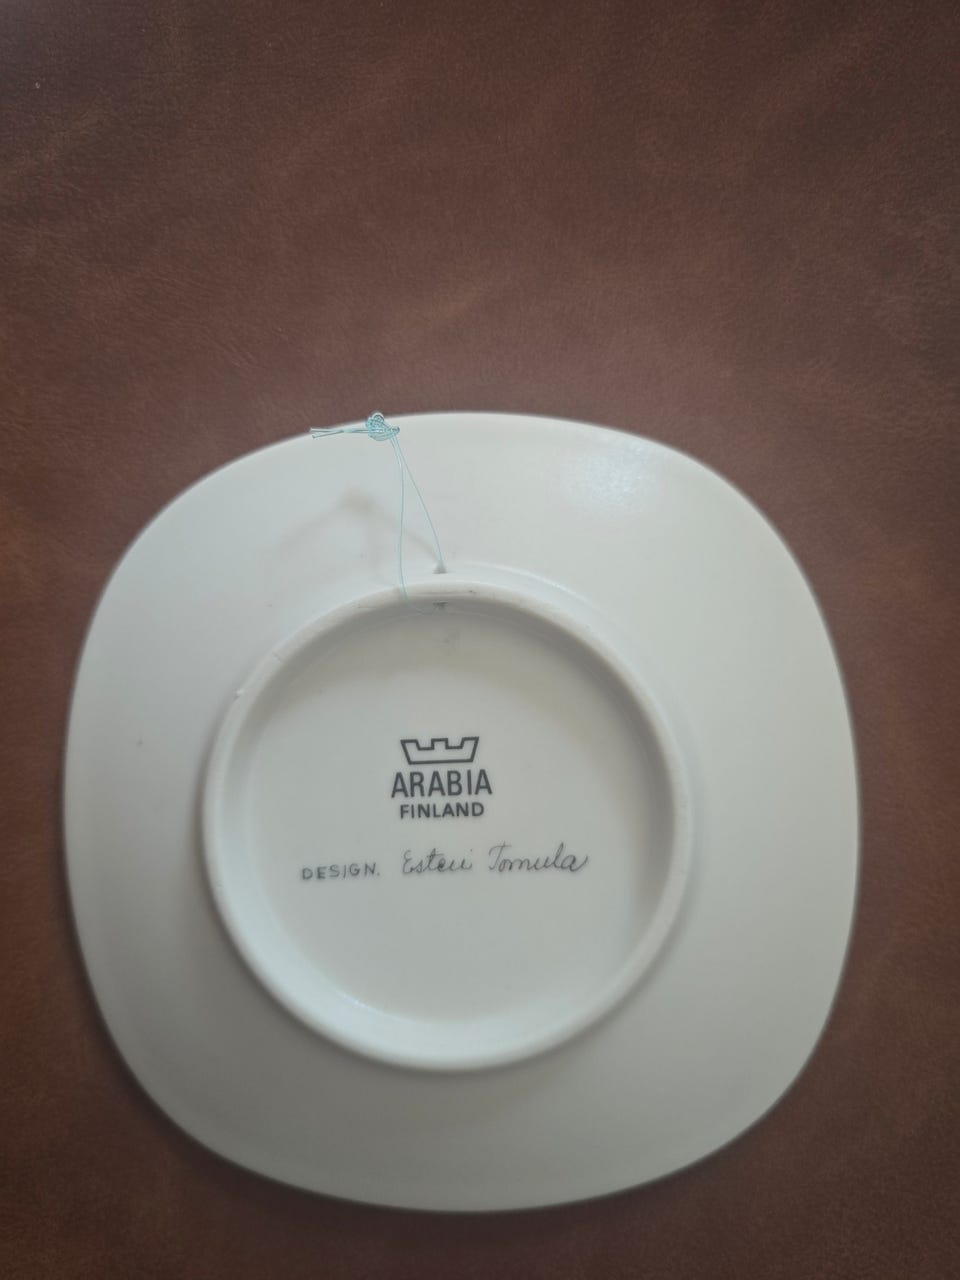 ARABIA
FINLAND
DESIGN. Esteri Tomula